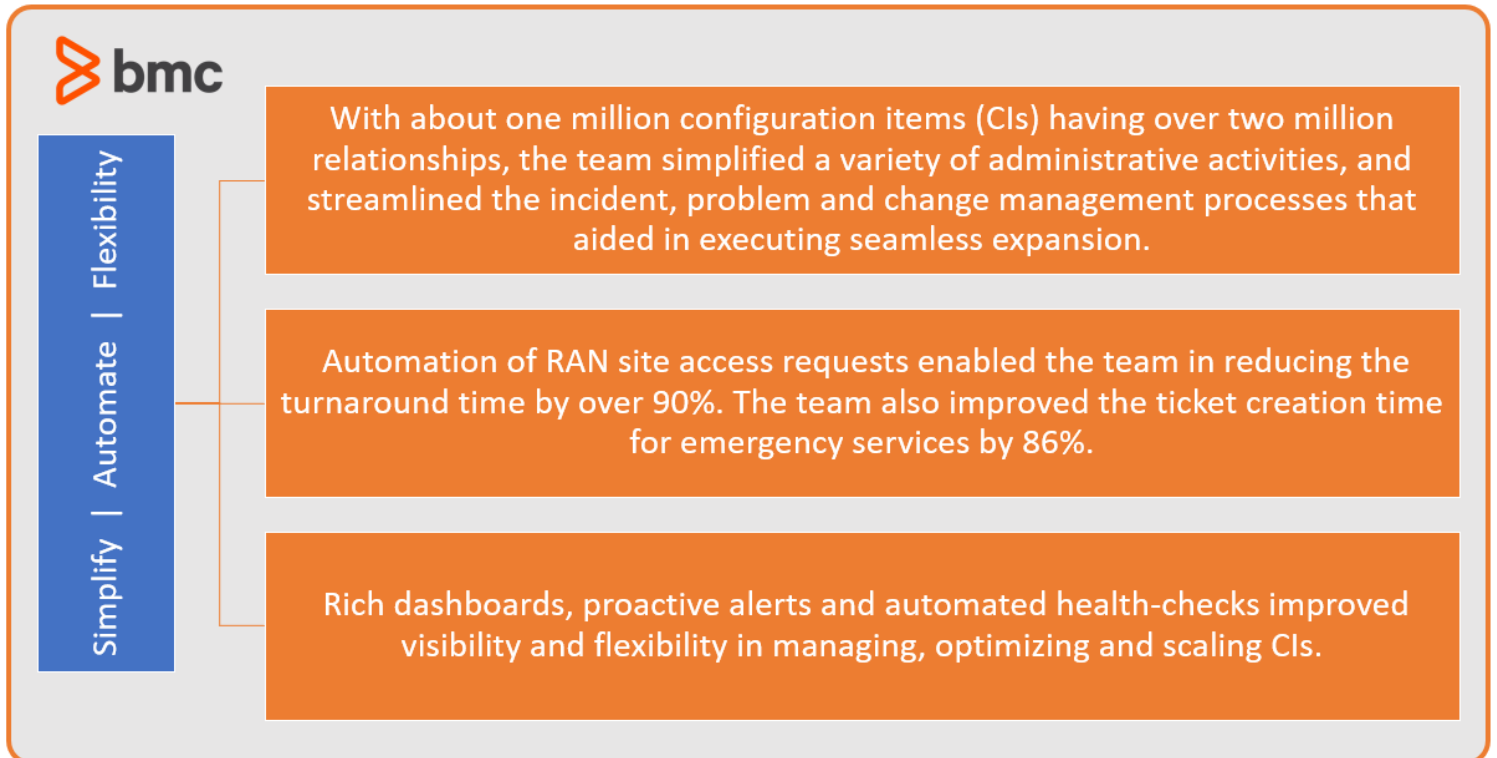 bmc
Simplify | Automate | Flexibility
With about one million configuration items (CIs) having over two million
relationships, the team simplified a variety of administrative activities, and
streamlined the incident, problem and change management processes that
aided in executing seamless expansion.
Automation of RAN site access requests enabled the team in reducing the
turnaround time by over 90%. The team also improved the ticket creation time
for emergency services by 86%.
Rich dashboards, proactive alerts and automated health-checks improved
visibility and flexibility in managing, optimizing and scaling CIs.